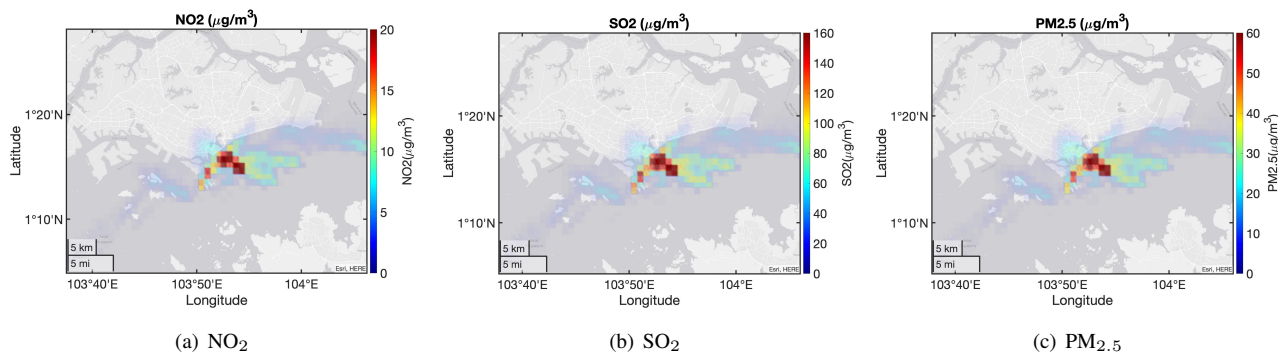 NO2 (μg/m³)
1°20'N
1°10'N
Latitude
5 km
5 mi
Esri, HERE
103°40'E 103°50'E 104°E
Longitude
20
15
10
5
0
NO2(μg/m³)
(a) NO₂
SO2 (μg/m³)
1°20'N
1°10'N
Latitude
5 km
5 mi
Esri, HERE
103°40'E 103°50'E 104°E
Longitude
160
140
120
100
80
60
40
20
0
SO2(μg/m³)
(b) SO₂
PM2.5 (μg/m³)
1°20'N
1°10'N
Latitude
5 km
5 mi
Esri, HERE
103°40'E 103°50'E 104°E
Longitude
60
50
40
30
20
10
0
PM2.5(μg/m³)
(c) PM₂.₅